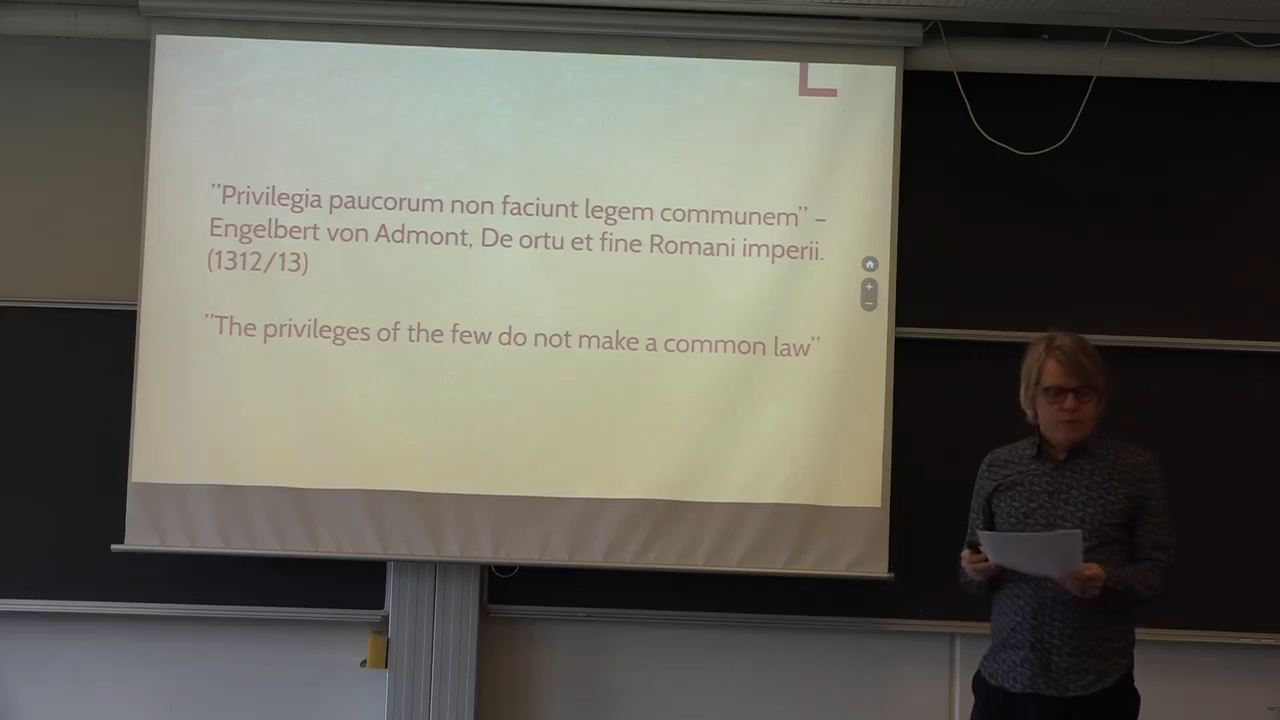 ”Privilegia paucorum non faciunt legem communem” –
Engelbert von Admont, De ortu et fine Romani imperii.
(1312/13)
”The privileges of the few do not make a common law”